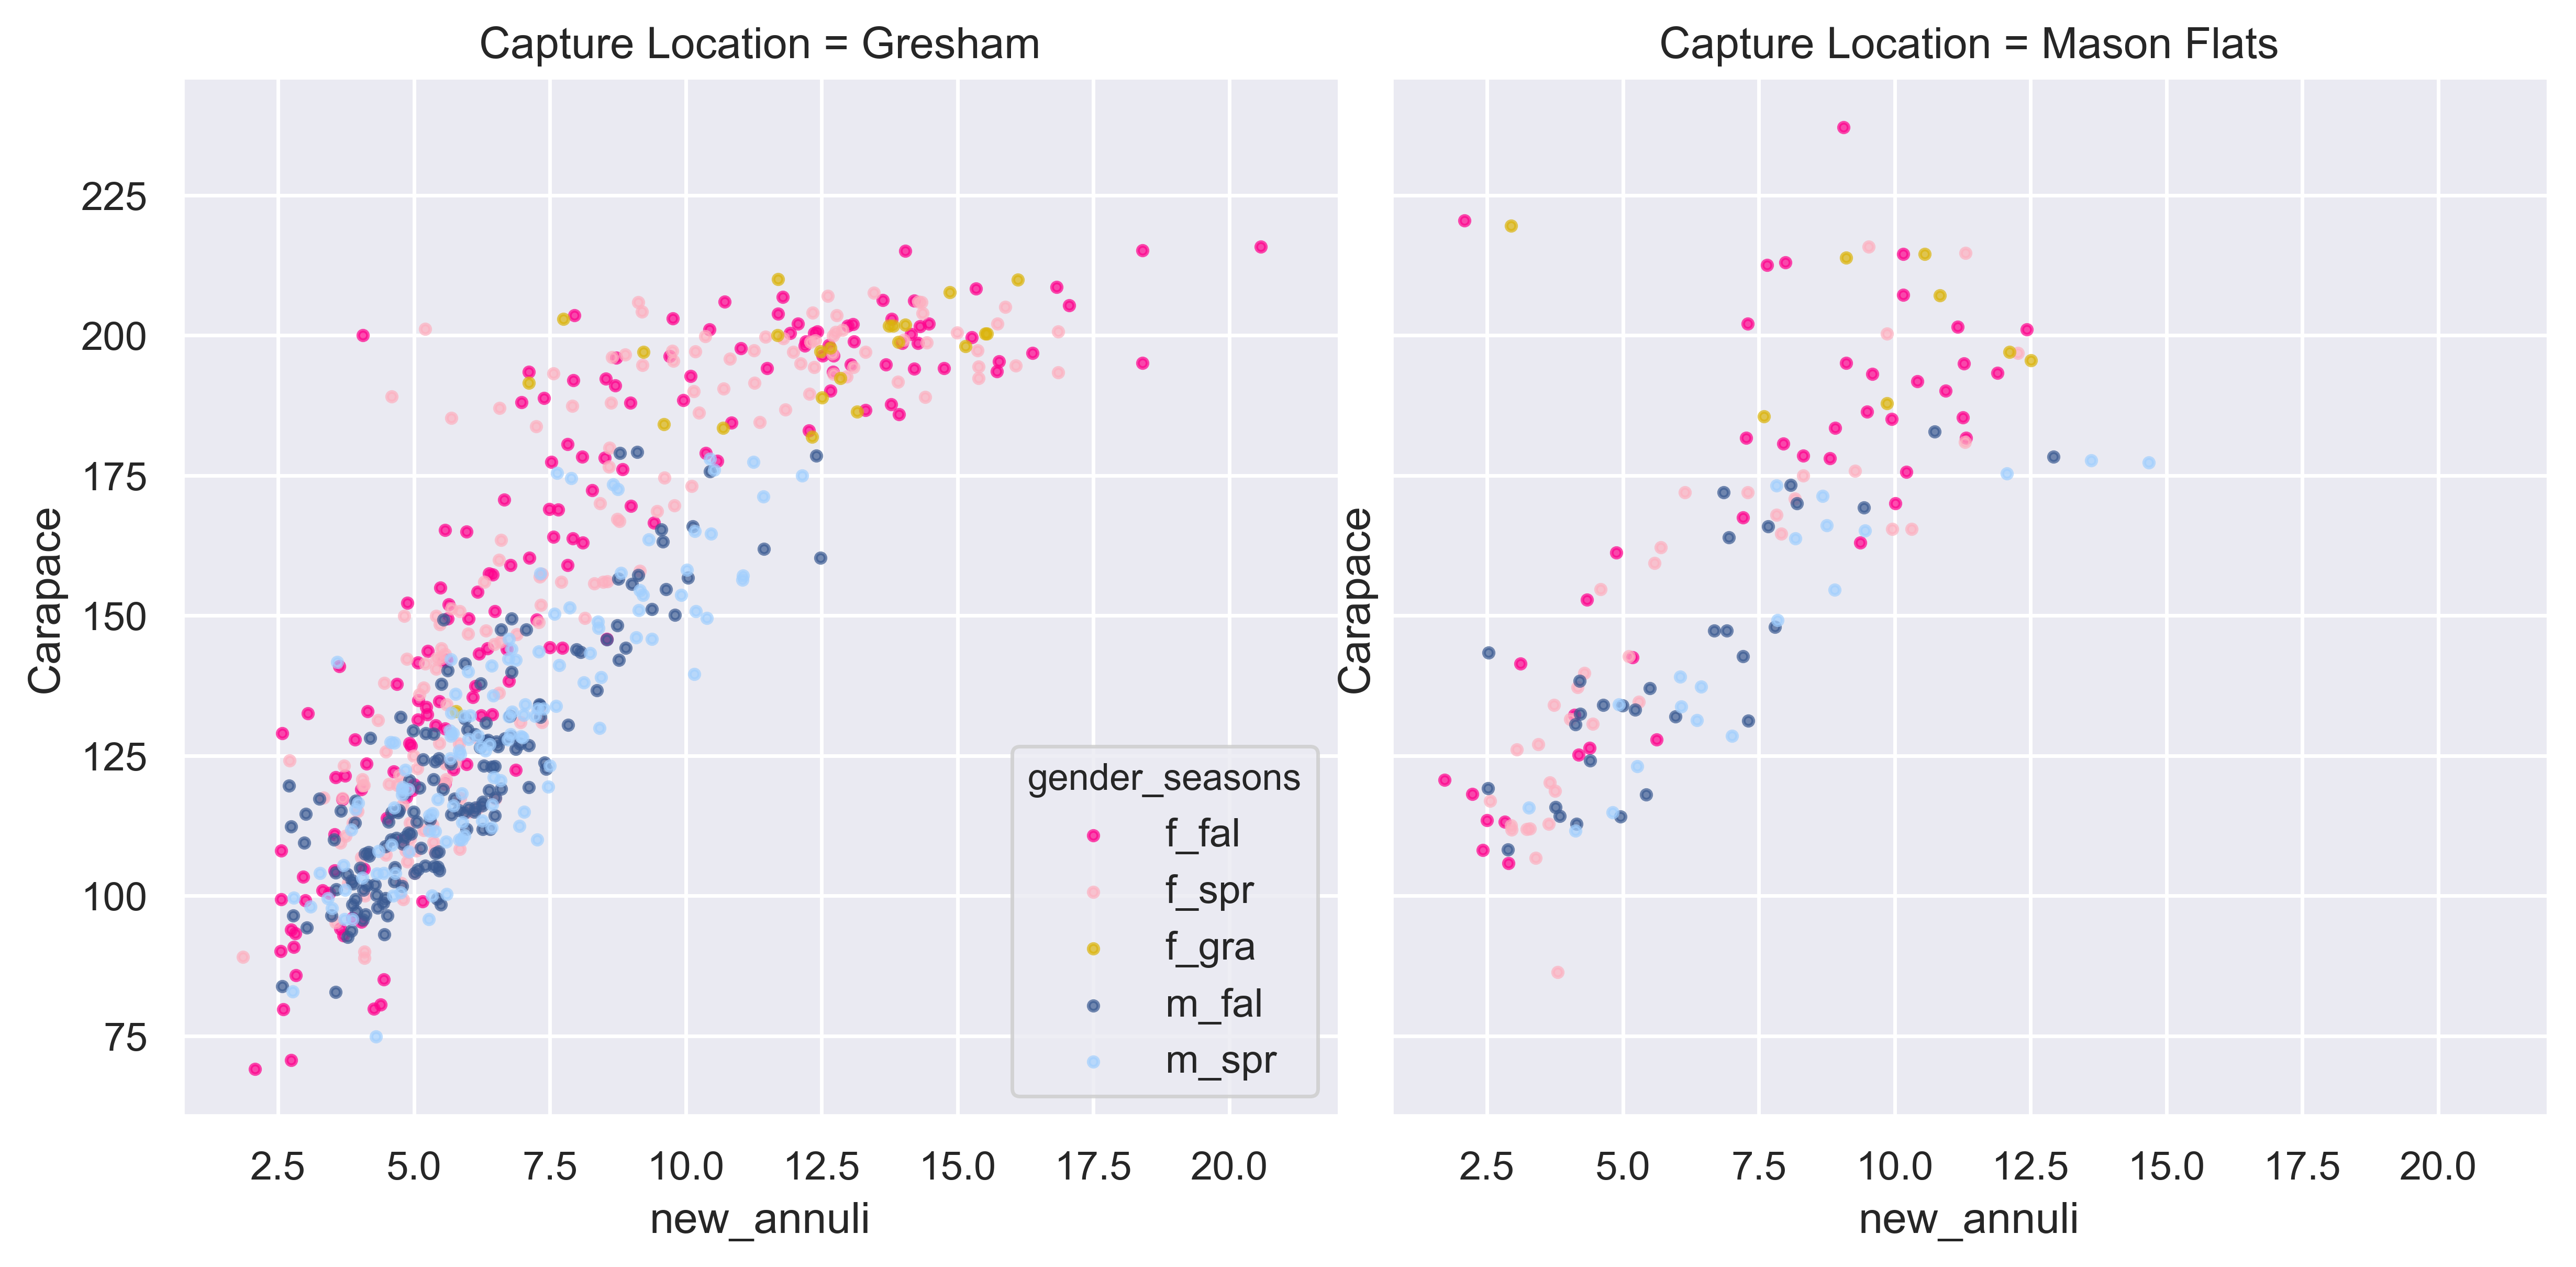 Capture Location = Gresham
Capture Location = Mason Flats
225
200
175
150
125
100
75
Carapace
Carapace
gender_seasons
f_fal
f_spr
f_gra
m_fal
m_spr
2.5 5.0 7.5 10.0 12.5 15.0 17.5 20.0
2.5 5.0 7.5 10.0 12.5 15.0 17.5 20.0
new_annuli
new_annuli